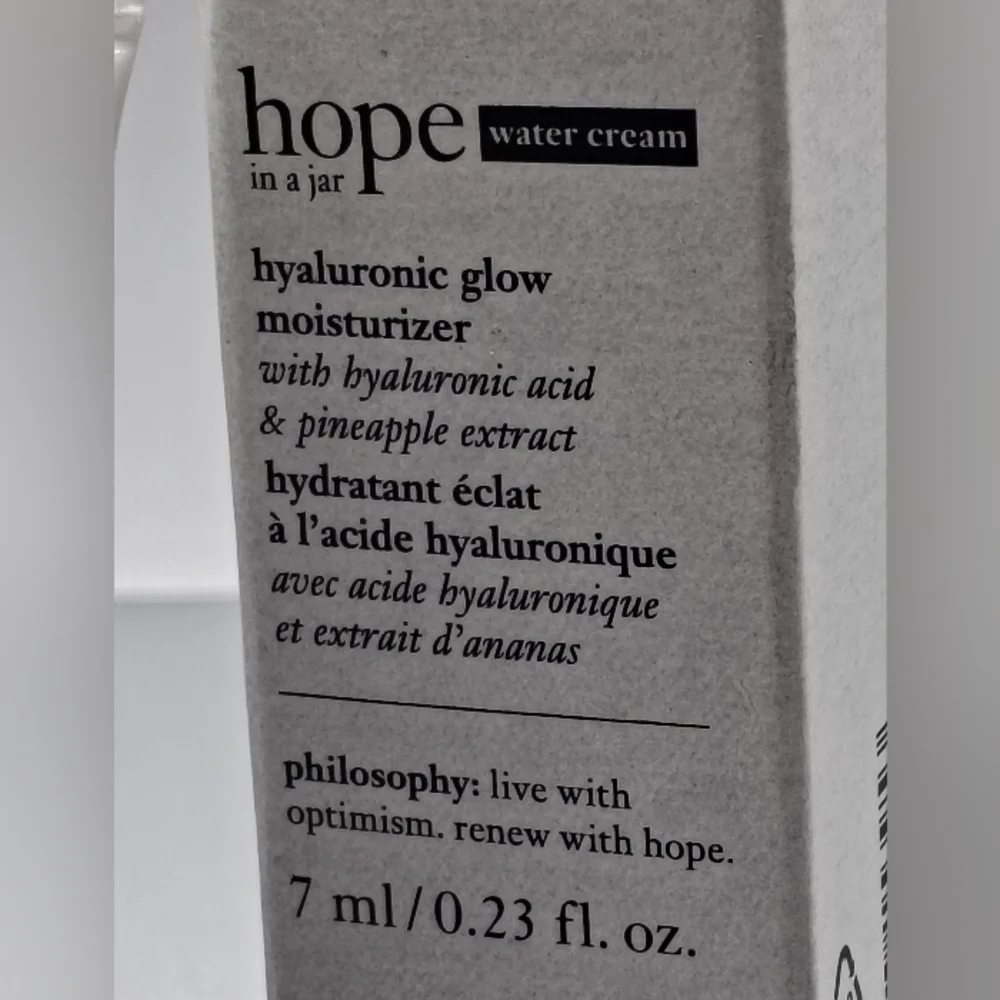 hope water cream
in a jar
hyaluronic glow
moisturizer
with hyaluronic acid
& pineapple extract
hydratant éclat
à l'acide hyaluronique
avec acide hyaluronique
et extrait d'ananas
philosophy: live with
optimism. renew with hope.
7 ml/0.23 fl. oz.